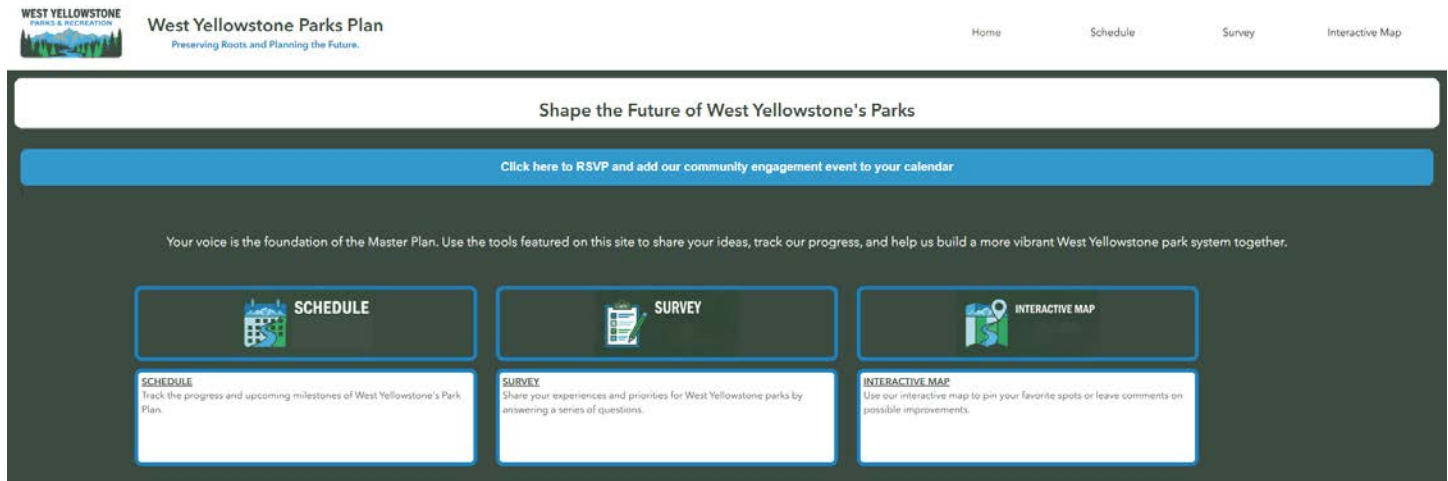 WEST YELLOWSTONE
PARKS & RECREATION
West Yellowstone Parks Plan
Preserving Roots and Planning the Future.
Home
Schedule
Survey
Interactive Map
Shape the Future of West Yellowstone's Parks
Click here to RSVP and add our community engagement event to your calendar
Your voice is the foundation of the Master Plan. Use the tools featured on this site to share your ideas, track our progress, and help us build a more vibrant West Yellowstone park system together.
SCHEDULE
SURVEY
INTERACTIVE MAP
SCHEDULE
Track the progress and upcoming milestones of West Yellowstone's Park
Plan.
SURVEY
Share your experiences and priorities for West Yellowstone parks by
answering a series of questions.
INTERACTIVE MAP
Use our interactive map to pin your favorite spots or leave comments on
possible improvements.